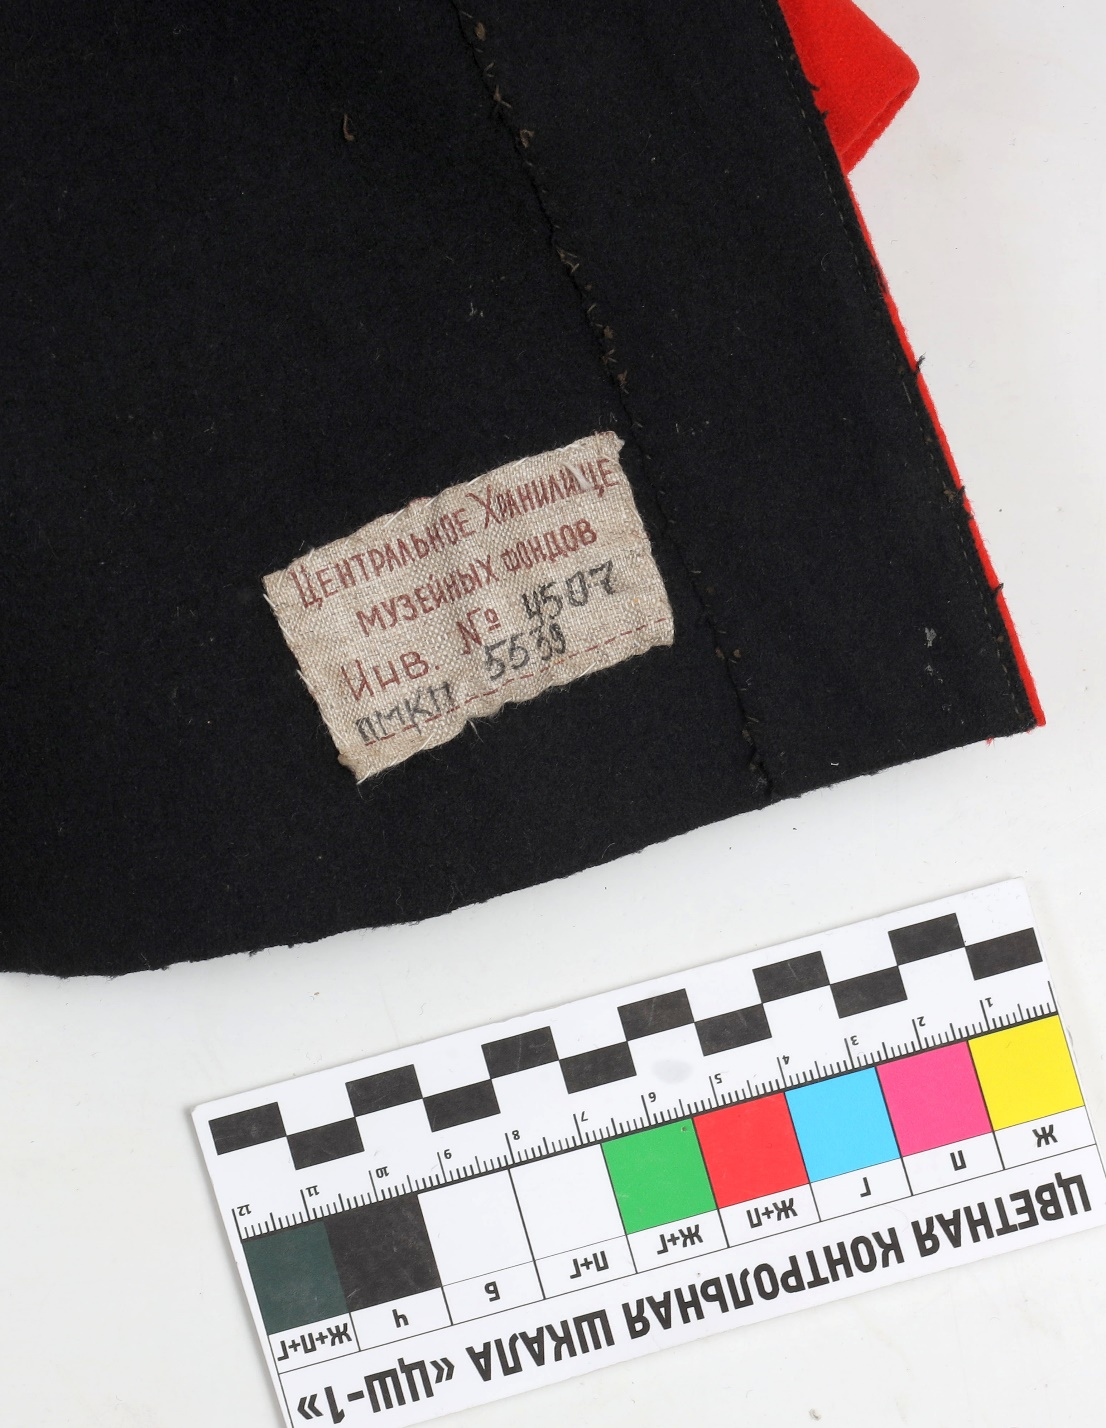 ЦЕНТРАЛЬНОЕ ХРАНИЛИЩЕ
МУЗЕЙНЫХ ФОНДОВ
Инв. № 4507
ПМКП 5539
1 2 3 4 5 6 7 8 9 10 11 12
Ж П Г Ж+П Ж+Г П+Г Б Ч Ж+П+Г
ЦВЕТНАЯ КОНТРОЛЬНАЯ ШКАЛА «ЦШ-1»